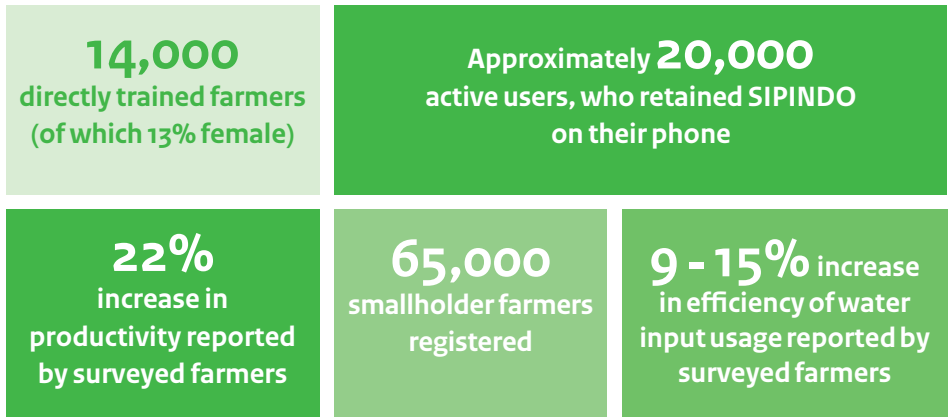 14,000
directly trained farmers
(of which 13% female)
Approximately 20,000
active users, who retained SIPINDO
on their phone
22%
increase in
productivity reported
by surveyed farmers
65,000
smallholder farmers
registered
9 - 15% increase
in efficiency of water
input usage reported by
surveyed farmers